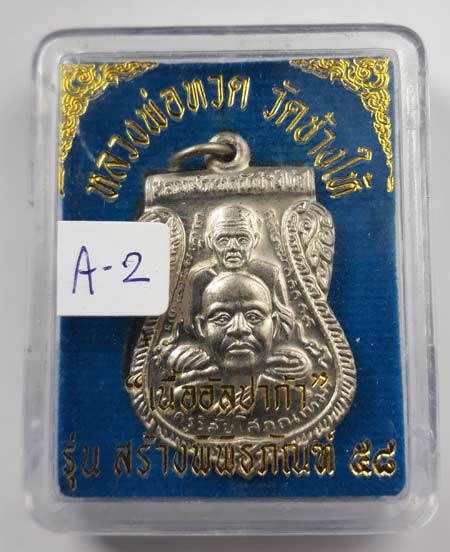 หลวงพ่อทวด วัดช้างให้
A-2
"เนื้ออัลปาก้า"
รุ่น สร้างพิพิธภัณฑ์ ๕๘